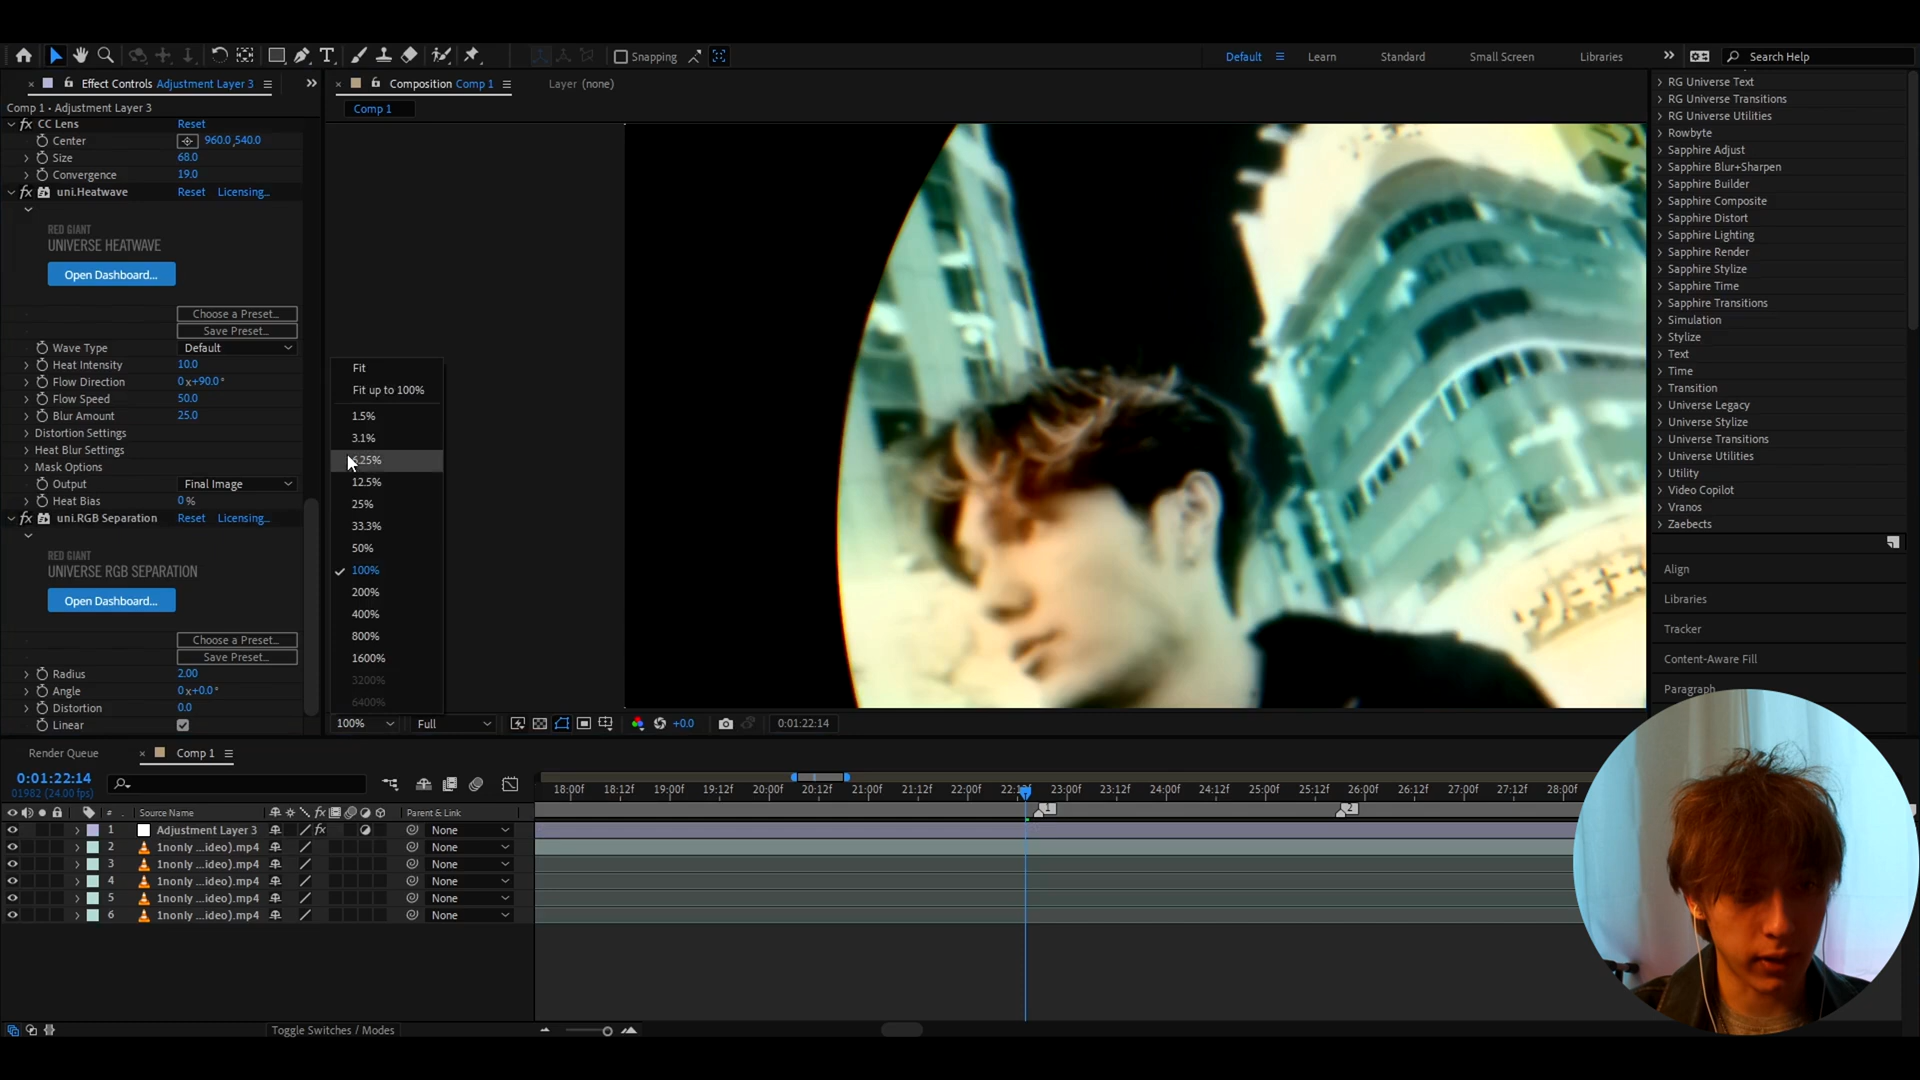 Snapping
Default
Learn
Standard
Small Screen
Libraries
Search Help
Effect Controls Adjustment Layer 3
Composition Comp 1
Layer (none)
Comp 1 • Adjustment Layer 3
Comp 1
fx CC Lens Reset
Center 960.0,540.0
Size 68.0
Convergence 19.0
fx uni.Heatwave Reset Licensing...
RED GIANT
UNIVERSE HEATWAVE
Open Dashboard...
Choose a Preset...
Save Preset...
Wave Type Default
Heat Intensity 10.0
Flow Direction 0x+90.0°
Flow Speed 50.0
Blur Amount 25.0
Distortion Settings
Heat Blur Settings
Mask Options
Output Final Image
Heat Bias 0%
fx uni.RGB Separation Reset Licensing...
RED GIANT
UNIVERSE RGB SEPARATION
Open Dashboard...
Choose a Preset...
Save Preset...
Radius 2.00
Angle 0x+0.0°
Distortion 0.0
Linear
Fit
Fit up to 100%
1.5%
3.1%
6.25%
12.5%
25%
33.3%
50%
100%
200%
400%
800%
1600%
3200%
6400%
100% Full +0.0 0:01:22:14
RG Universe Text
RG Universe Transitions
RG Universe Utilities
Rowbyte
Sapphire Adjust
Sapphire Blur+Sharpen
Sapphire Builder
Sapphire Composite
Sapphire Distort
Sapphire Lighting
Sapphire Render
Sapphire Stylize
Sapphire Time
Sapphire Transitions
Simulation
Stylize
Text
Time
Transition
Universe Legacy
Universe Stylize
Universe Transitions
Universe Utilities
Utility
Video Copilot
Vranos
Zaebects
Align
Libraries
Tracker
Content-Aware Fill
Paragraph
Render Queue
Comp 1
0:01:22:14
01982 (24.00 fps)
# Source Name fx Parent & Link
1 Adjustment Layer 3 fx None
2 1nonly ...ideo).mp4 None
3 1nonly ...ideo).mp4 None
4 1nonly ...ideo).mp4 None
5 1nonly ...ideo).mp4 None
6 1nonly ...ideo).mp4 None
18:00f 18:12f 19:00f 19:12f 20:00f 20:12f 21:00f 21:12f 22:00f 22:12f 23:00f 23:12f 24:00f 24:12f 25:00f 25:12f 26:00f 26:12f 27:00f 27:12f 28:00f
1 2
Toggle Switches / Modes